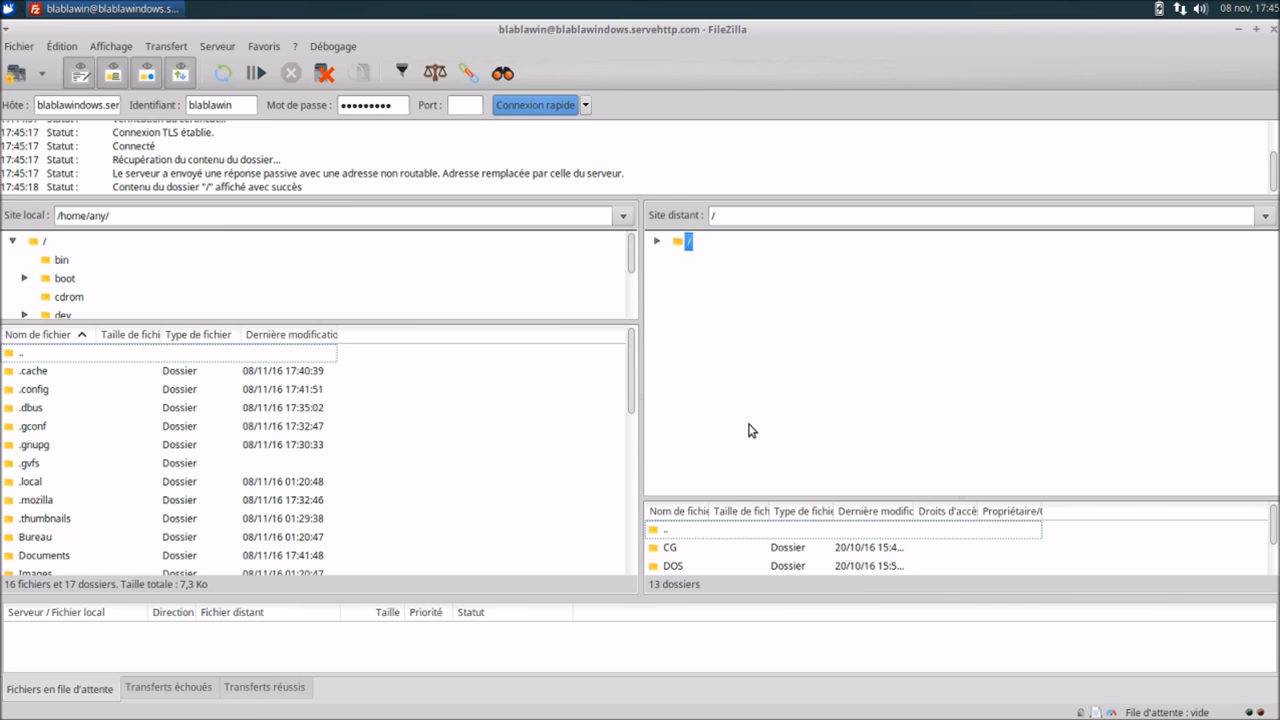 blablawin@blablawindows.s...
08 nov, 17:45
blablawin@blablawindows.servehttp.com - FileZilla
Fichier Édition Affichage Transfert Serveur Favoris ? Débogage
Hôte : blablawindows.ser Identifiant : blablawin Mot de passe : ●●●●●●●●● Port : Connexion rapide
17:45:17 Statut : Connexion TLS établie.
17:45:17 Statut : Connecté
17:45:17 Statut : Récupération du contenu du dossier...
17:45:17 Statut : Le serveur a envoyé une réponse passive avec une adresse non routable. Adresse remplacée par celle du serveur.
17:45:18 Statut : Contenu du dossier "/" affiché avec succès
Site local : /home/any/
/
bin
boot
cdrom
dev
Nom de fichier Taille de fichi Type de fichier Dernière modificatio
..
.cache Dossier 08/11/16 17:40:39
.config Dossier 08/11/16 17:41:51
.dbus Dossier 08/11/16 17:35:02
.gconf Dossier 08/11/16 17:32:47
.gnupg Dossier 08/11/16 17:30:33
.gvfs Dossier
.local Dossier 08/11/16 01:20:48
.mozilla Dossier 08/11/16 17:32:46
.thumbnails Dossier 08/11/16 01:29:38
Bureau Dossier 08/11/16 01:20:47
Documents Dossier 08/11/16 17:41:48
Images Dossier 08/11/16 01:20:47
16 fichiers et 17 dossiers. Taille totale : 7,3 Ko
Site distant : /
/
Nom de fichie Taille de fich Type de fichie Dernière modific Droits d'accè Propriétaire/G
..
CG Dossier 20/10/16 15:4...
DOS Dossier 20/10/16 15:5...
13 dossiers
Serveur / Fichier local Direction Fichier distant Taille Priorité Statut
Fichiers en file d'attente Transferts échoués Transferts réussis
File d'attente : vide